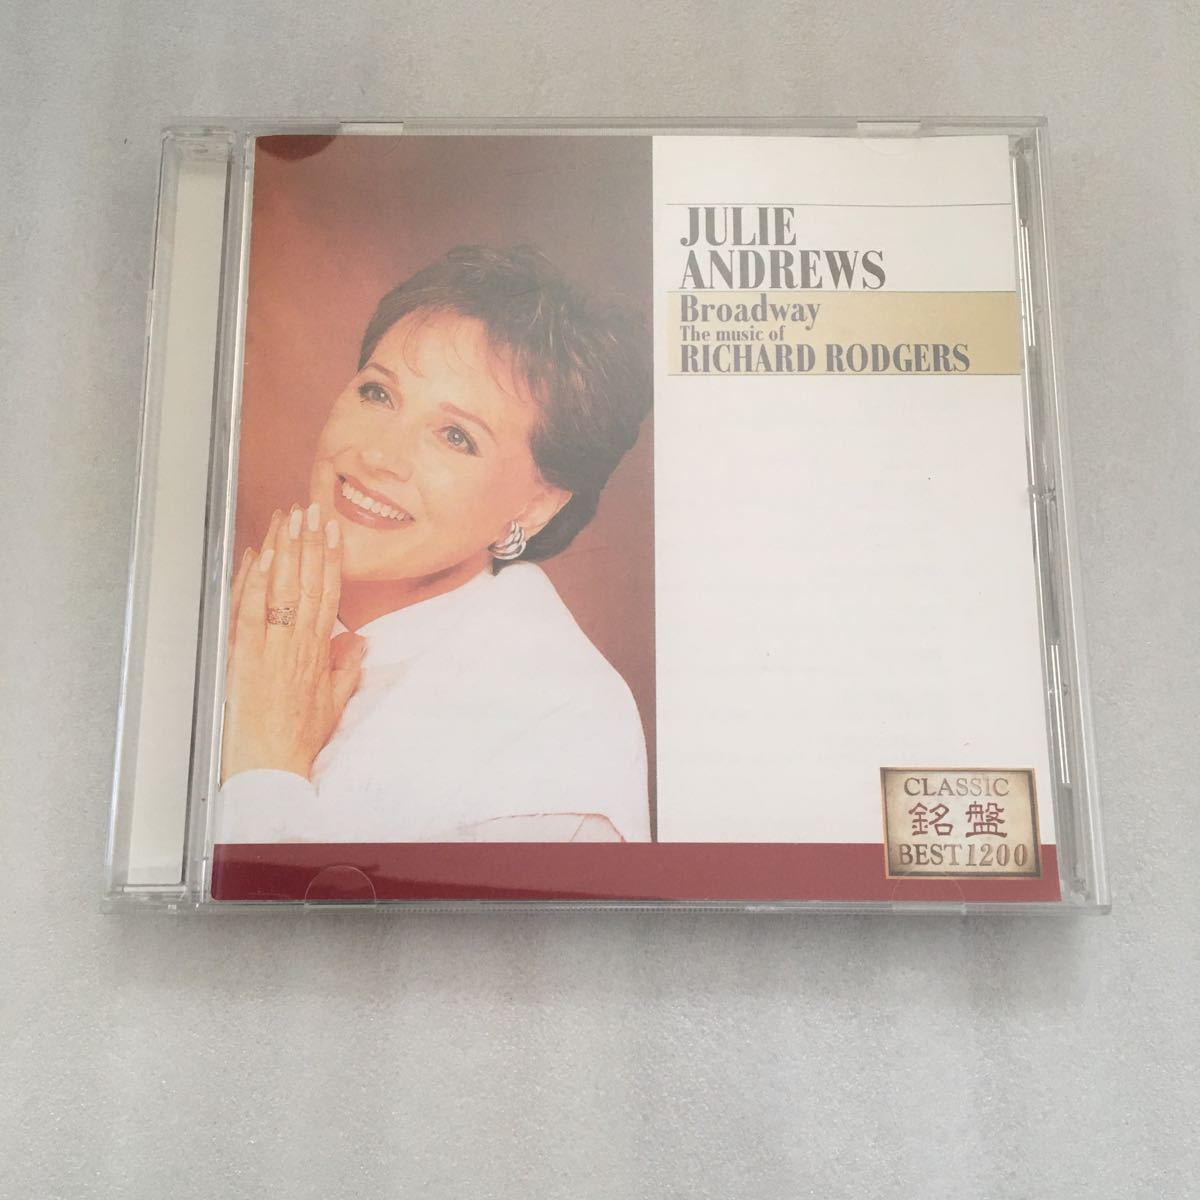 JULIE
ANDREWS
Broadway
The music of
RICHARD RODGERS
CLASSIC
銘盤
BEST1200